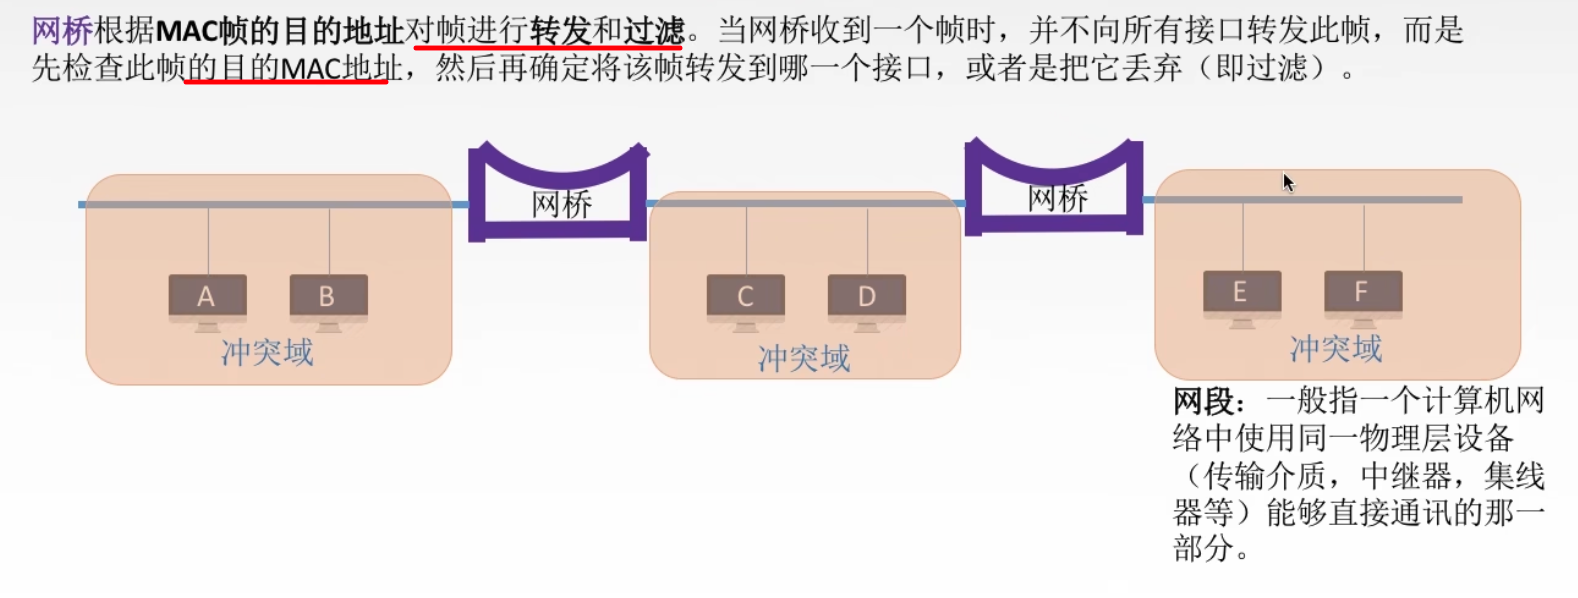 网桥根据MAC帧的目的地址对帧进行转发和过滤。当网桥收到一个帧时，并不向所有接口转发此帧，而是
先检查此帧的目的MAC地址，然后再确定将该帧转发到哪一个接口，或者是把它丢弃（即过滤）。
网桥
网桥
A
B
C
D
E
F
冲突域
冲突域
冲突域
网段：一般指一个计算机网
络中使用同一物理层设备
（传输介质，中继器，集线
器等）能够直接通讯的那一
部分。